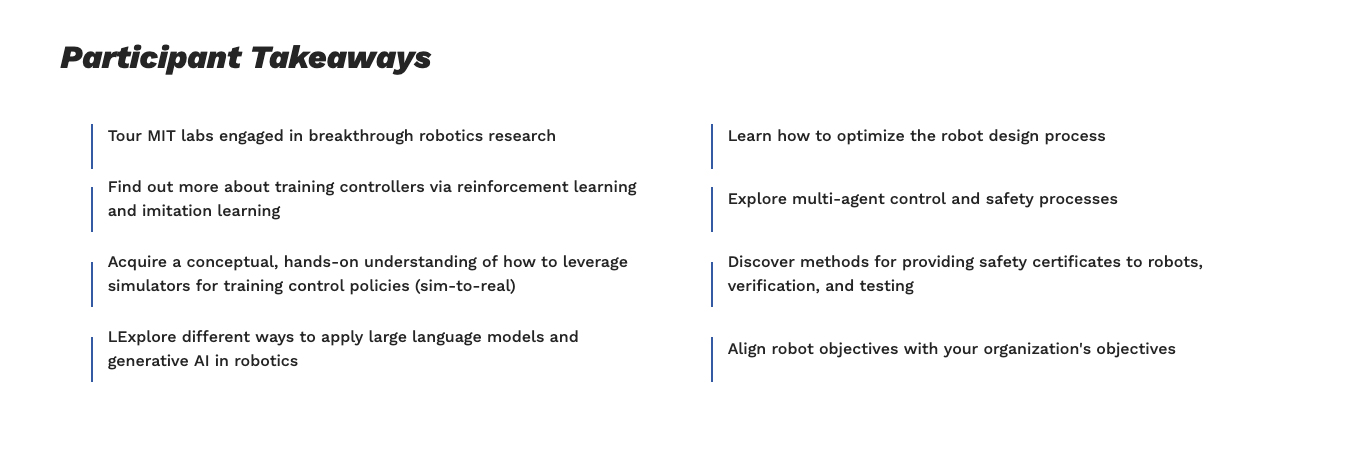 Participant Takeaways
Tour MIT labs engaged in breakthrough robotics research
Find out more about training controllers via reinforcement learning
and imitation learning
Acquire a conceptual, hands-on understanding of how to leverage
simulators for training control policies (sim-to-real)
LExplore different ways to apply large language models and
generative AI in robotics
Learn how to optimize the robot design process
Explore multi-agent control and safety processes
Discover methods for providing safety certificates to robots,
verification, and testing
Align robot objectives with your organization's objectives